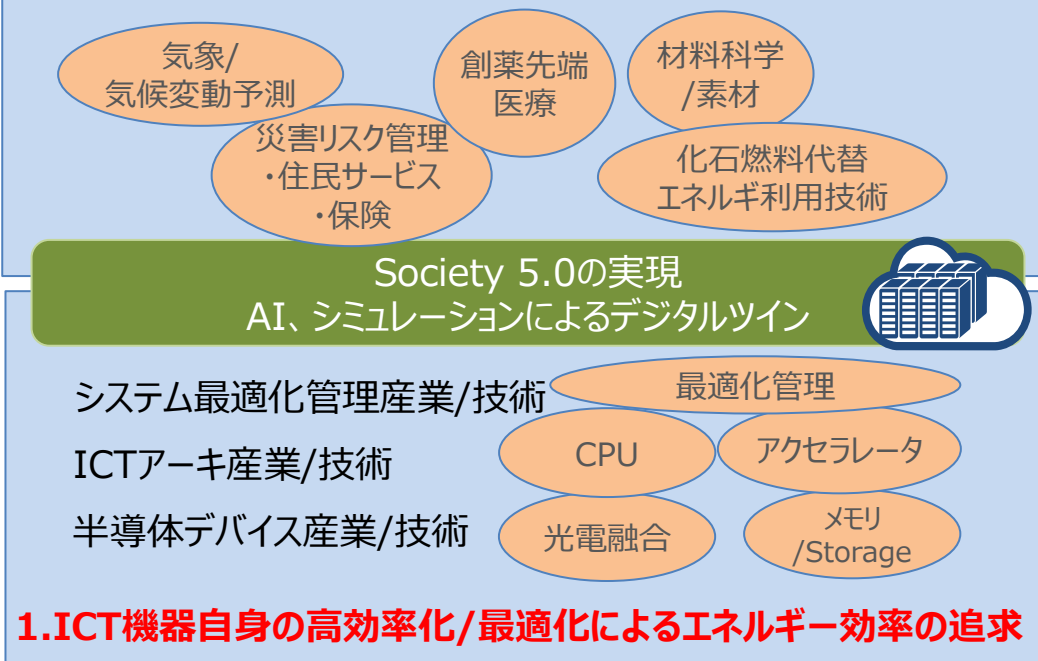 気象/
気候変動予測
創薬先端
医療
材料科学
/素材
災害リスク管理
・住民サービス
・保険
化石燃料代替
エネルギ利用技術
Society 5.0の実現
AI、シミュレーションによるデジタルツイン
システム最適化管理産業/技術
最適化管理
ICTアーキ産業/技術
CPU
アクセラレータ
半導体デバイス産業/技術
光電融合
メモリ
/Storage
1.ICT機器自身の高効率化/最適化によるエネルギー効率の追求